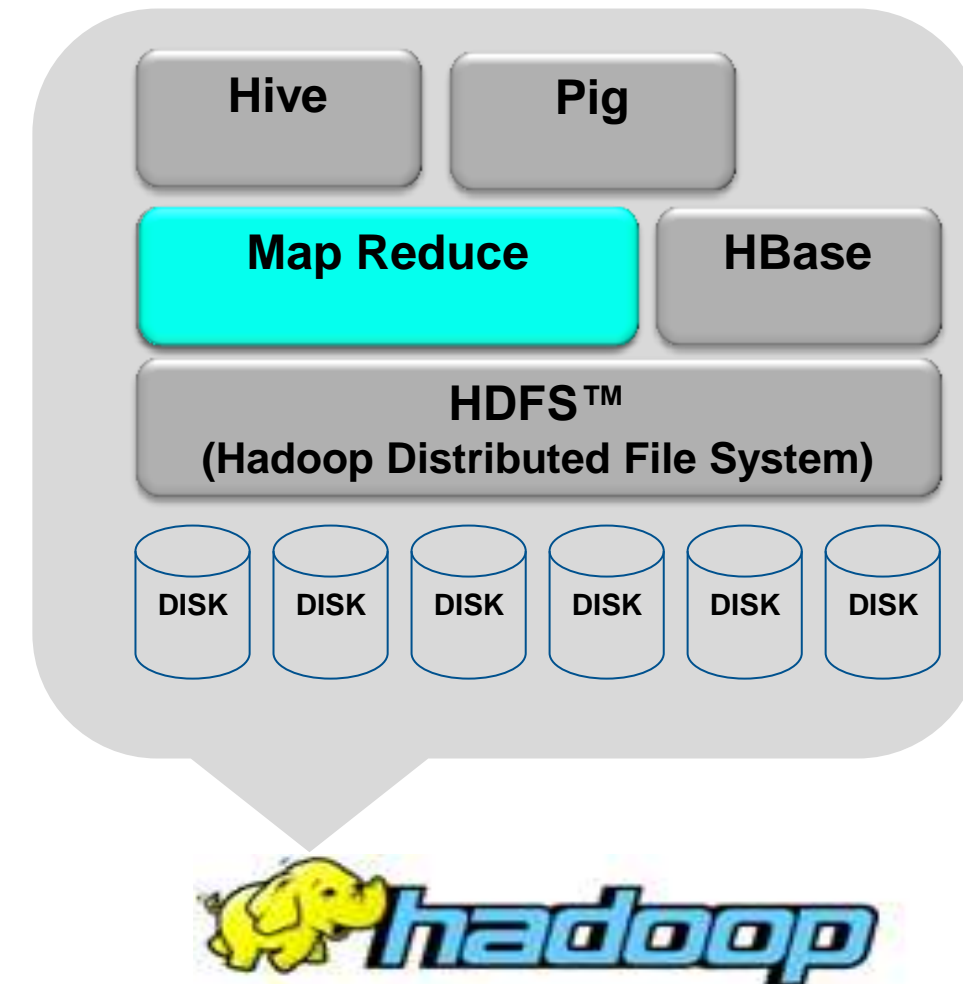 Hive
Pig
Map Reduce
HBase
HDFS™
(Hadoop Distributed File System)
DISK
DISK
DISK
DISK
DISK
DISK
hadoop